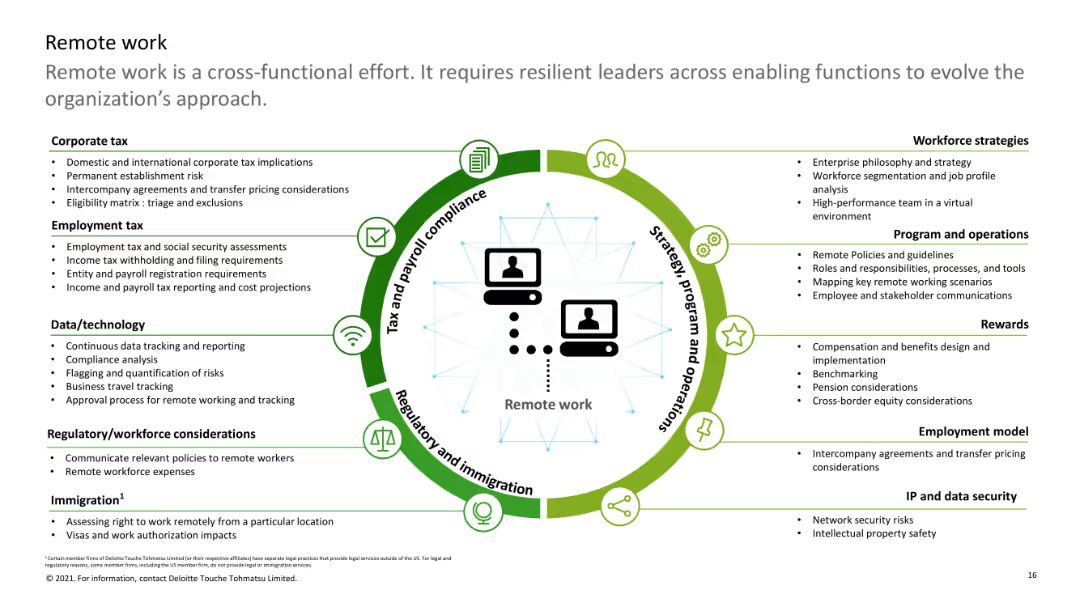 Remote work
Remote work is a cross-functional effort. It requires resilient leaders across enabling functions to evolve the
organization's approach.
Corporate tax
• Domestic and international corporate tax implications
• Permanent establishment risk
• Intercompany agreements and transfer pricing considerations
• Eligibility matrix : triage and exclusions
Employment tax
• Employment tax and social security assessments
• Income tax withholding and filing requirements
• Entity and payroll registration requirements
• Income and payroll tax reporting and cost projections
Data/technology
• Continuous data tracking and reporting
• Compliance analysis
• Flagging and quantification of risks
• Business travel tracking
• Approval process for remote working and tracking
Regulatory/workforce considerations
• Communicate relevant policies to remote workers
• Remote workforce expenses
Immigration1
• Assessing right to work remotely from a particular location
• Visas and work authorization impacts
Tax and payroll compliance
Regulatory and immigration
Strategy, program and operations
Remote work
Workforce strategies
• Enterprise philosophy and strategy
• Workforce segmentation and job profile
analysis
• High-performance team in a virtual
environment
Program and operations
• Remote Policies and guidelines
• Roles and responsibilities, processes, and tools
• Mapping key remote working scenarios
• Employee and stakeholder communications
Rewards
• Compensation and benefits design and
implementation
• Benchmarking
• Pension considerations
• Cross-border equity considerations
Employment model
• Intercompany agreements and transfer pricing
considerations
IP and data security
• Network security risks
• Intellectual property safety
1 Certain member firms of Deloitte Touche Tohmatsu Limited (or their respective affiliates) have separate legal practices that provide legal services outside of the US. For legal and
regulatory reasons, some member firms, including the US member firm, do not provide legal or immigration services.
© 2021. For information, contact Deloitte Touche Tohmatsu Limited.
16